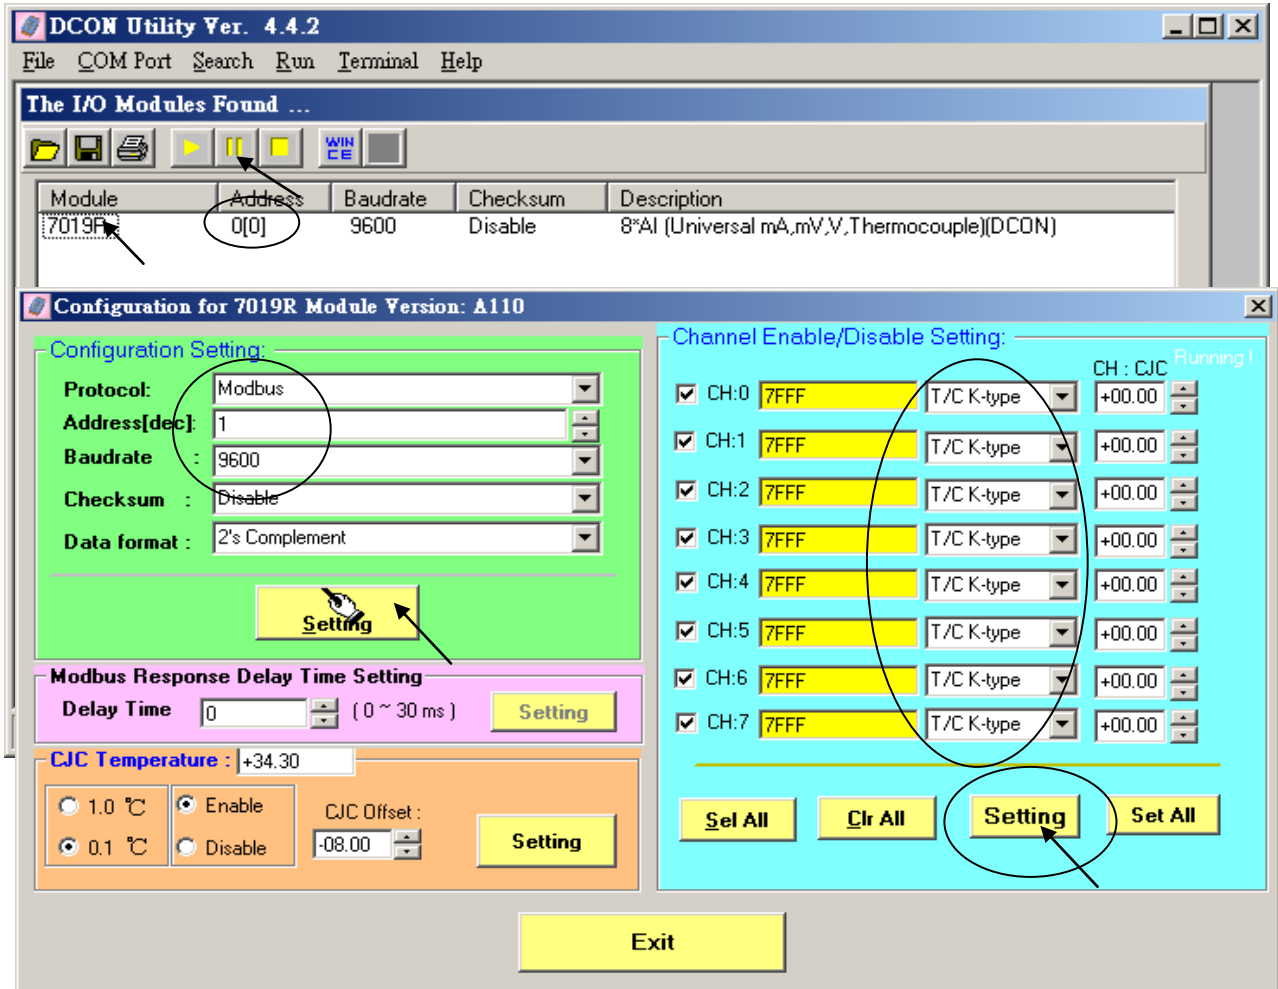 DCON Utility Ver. 4.4.2
File COM Port Search Run Terminal Help
The I/O Modules Found ...
WIN CE
Module Address Baudrate Checksum Description
7019R 0[0] 9600 Disable 8*AI (Universal mA,mV,V,Thermocouple)(DCON)
Configuration for 7019R Module Version: A110
Configuration Setting:
Protocol: Modbus
Address[dec]: 1
Baudrate : 9600
Checksum : Disable
Data format : 2's Complement
Setting
Modbus Response Delay Time Setting
Delay Time 0 ( 0 ~ 30 ms ) Setting
CJC Temperature : +34.30
1.0 ℃ Enable CJC Offset :
0.1 ℃ Disable -08.00 Setting
Channel Enable/Disable Setting:
CH : CJC Running !
CH:0 7FFF T/C K-type +00.00
CH:1 7FFF T/C K-type +00.00
CH:2 7FFF T/C K-type +00.00
CH:3 7FFF T/C K-type +00.00
CH:4 7FFF T/C K-type +00.00
CH:5 7FFF T/C K-type +00.00
CH:6 7FFF T/C K-type +00.00
CH:7 7FFF T/C K-type +00.00
Sel All Clr All Setting Set All
Exit